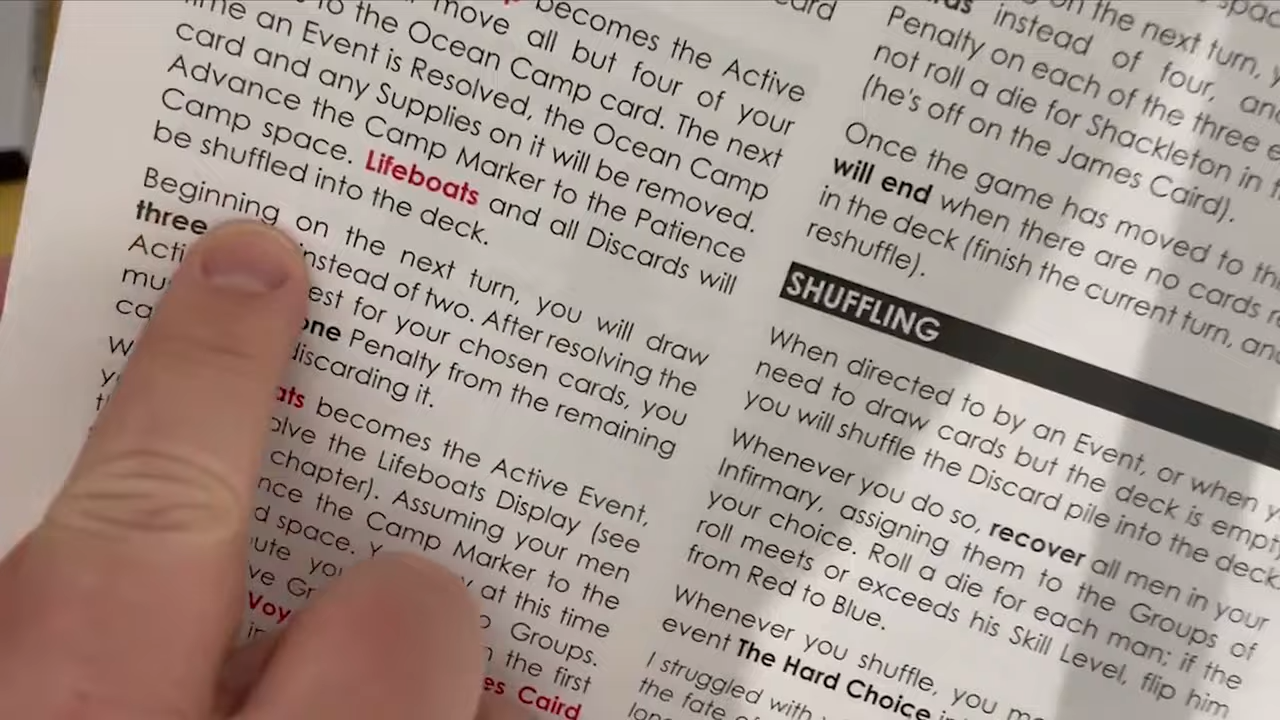 becomes the Active
to the Ocean Camp card. The next
move all but four of your
time an Event is Resolved, the Ocean Camp
card and any Supplies on it will be removed.
Advance the Camp Marker to the Patience
Camp space. Lifeboats and all Discards will
be shuffled into the deck.
Beginning on the next turn, you will draw
three instead of two. After resolving the
est for your chosen cards, you
one Penalty from the remaining
discarding it.
becomes the Active Event,
the Lifeboats Display (see
chapter). Assuming your men
the Camp Marker to the
space.
at this time
Groups.
the first
Caird
on the next turn,
instead of four, and
Penalty on each of the three
not roll a die for Shackleton in
(he's off on the James Caird).
Once the game has moved to
will end when there are no cards
in the deck (finish the current turn, and
reshuffle).
SHUFFLING
When directed to by an Event, or when
need to draw cards but the deck is empty,
you will shuffle the Discard pile into the deck.
Whenever you do so, recover all men in your
Infirmary, assigning them to the Groups of
your choice. Roll a die for each man; if the
roll meets or exceeds his Skill Level, flip him
from Red to Blue.
Whenever you shuffle, you
event The Hard Choice
I struggled with
the fate of